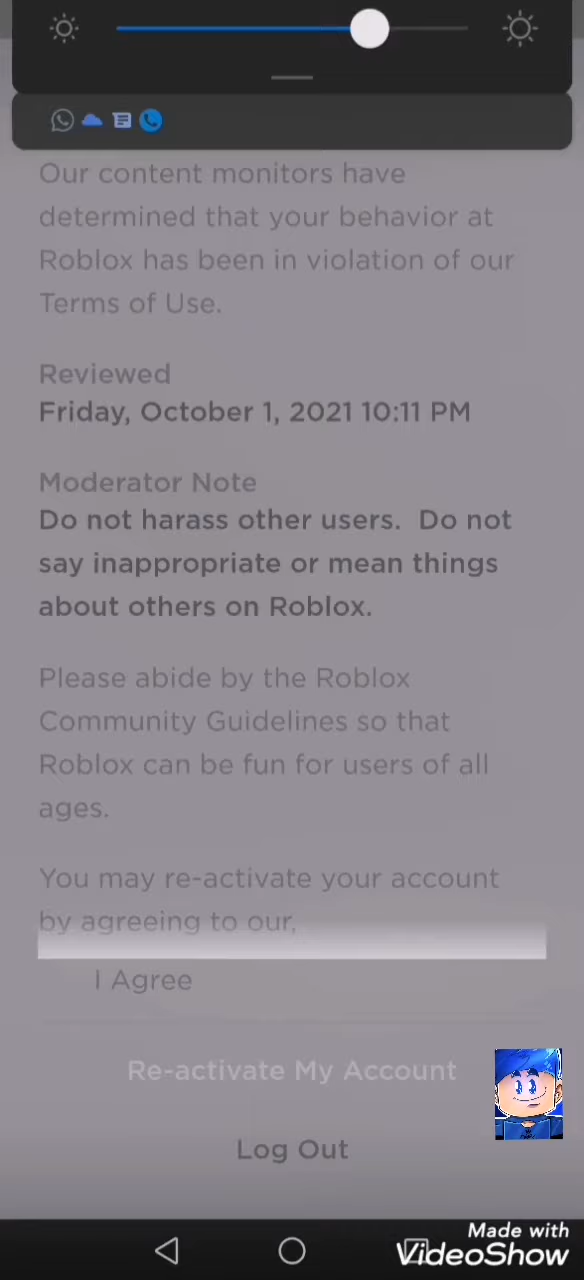 Our content monitors have
determined that your behavior at
Roblox has been in violation of our
Terms of Use.
Reviewed
Friday, October 1, 2021 10:11 PM
Moderator Note
Do not harass other users. Do not
say inappropriate or mean things
about others on Roblox.
Please abide by the Roblox
Community Guidelines so that
Roblox can be fun for users of all
ages.
You may re-activate your account
by agreeing to our,
I Agree
Re-activate My Account
Log Out
Made with
VideoShow